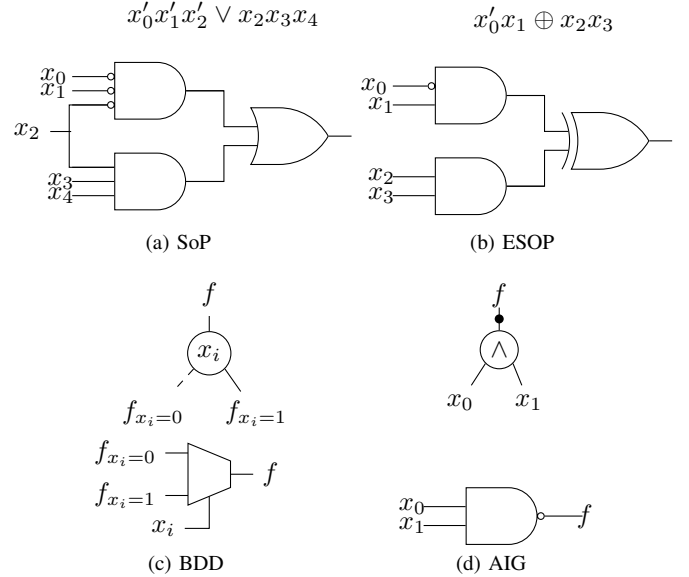 x′₀x′₁x′₂ ∨ x₂x₃x₄
x₀
x₁
x₂
x₃
x₄
(a) SoP
x′₀x₁ ⊕ x₂x₃
x₀
x₁
x₂
x₃
(b) ESOP
f
xᵢ
f_{xᵢ=0} f_{xᵢ=1}
f_{xᵢ=0}
f
f_{xᵢ=1}
xᵢ
(c) BDD
f
∧
x₀ x₁
x₀
x₁
f
(d) AIG